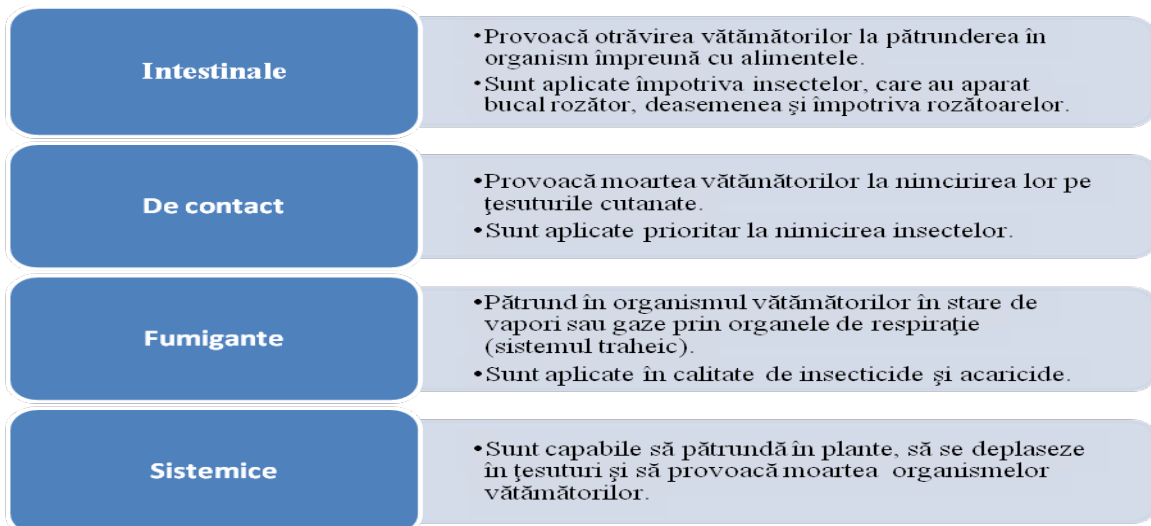 Intestinale
•Provoacă otrăvirea vătămătorilor la pătrunderea în
organism împreună cu alimentele.
•Sunt aplicate împotriva insectelor, care au aparat
bucal rozător, deasemenea şi împotriva rozătoarelor.
De contact
•Provoacă moartea vătămătorilor la nimcirirea lor pe
ţesuturile cutanate.
•Sunt aplicate prioritar la nimicirea insectelor.
Fumigante
•Pătrund în organismul vătămătorilor în stare de
vapori sau gaze prin organele de respiraţie
(sistemul traheic).
•Sunt aplicate în calitate de insecticide şi acaricide.
Sistemice
•Sunt capabile să pătrundă în plante, să se deplaseze
în ţesuturi şi să provoacă moartea organismelor
vătămătorilor.